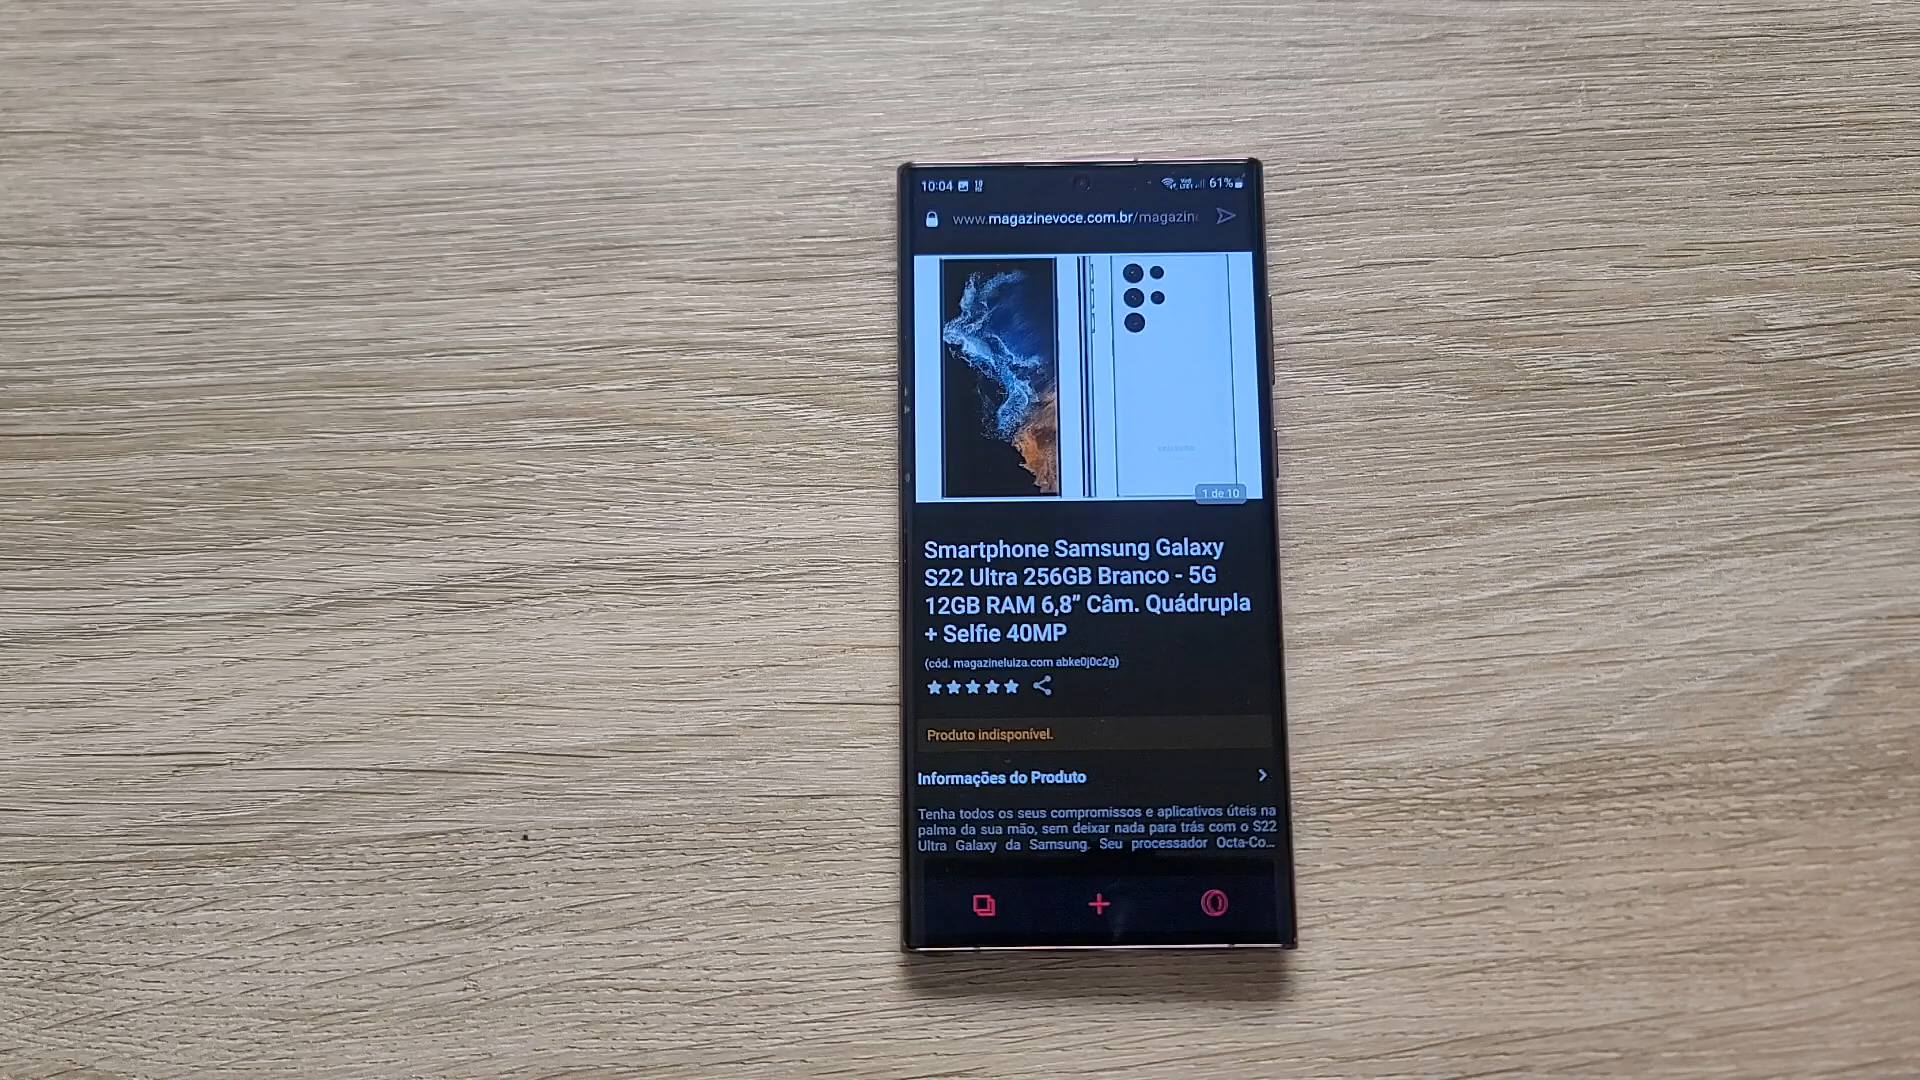 10:04
61%
www.magazinevoce.com.br/magazin
SAMSUNG
1 de 10
Smartphone Samsung Galaxy
S22 Ultra 256GB Branco - 5G
12GB RAM 6,8” Câm. Quádrupla
+ Selfie 40MP
(cód. magazineluiza.com abke0j0c2g)
Produto indisponível.
Informações do Produto
Tenha todos os seus compromissos e aplicativos úteis na
palma da sua mão, sem deixar nada para trás com o S22
Ultra Galaxy da Samsung. Seu processador Octa-Co...